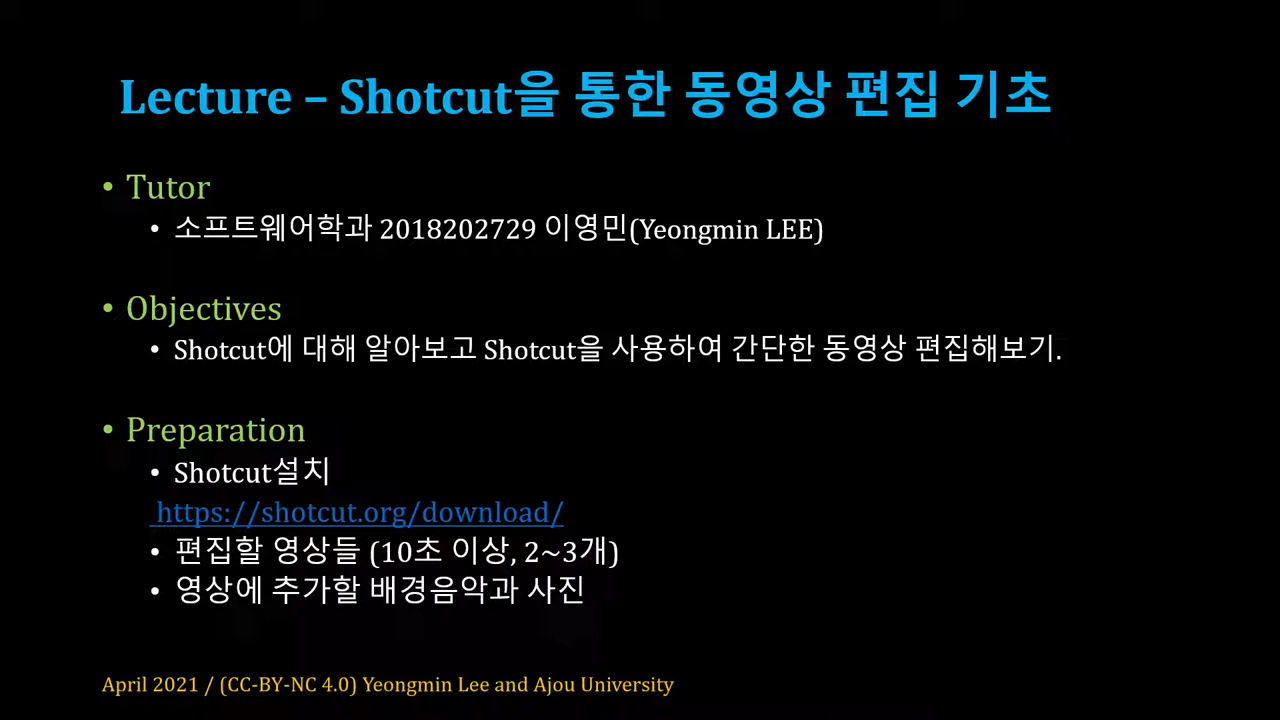 Lecture – Shotcut을 통한 동영상 편집 기초
• Tutor
• 소프트웨어학과 2018202729 이영민(Yeongmin LEE)
• Objectives
• Shotcut에 대해 알아보고 Shotcut을 사용하여 간단한 동영상 편집해보기.
• Preparation
• Shotcut설치
https://shotcut.org/download/
• 편집할 영상들 (10초 이상, 2~3개)
• 영상에 추가할 배경음악과 사진
April 2021 / (CC-BY-NC 4.0) Yeongmin Lee and Ajou University